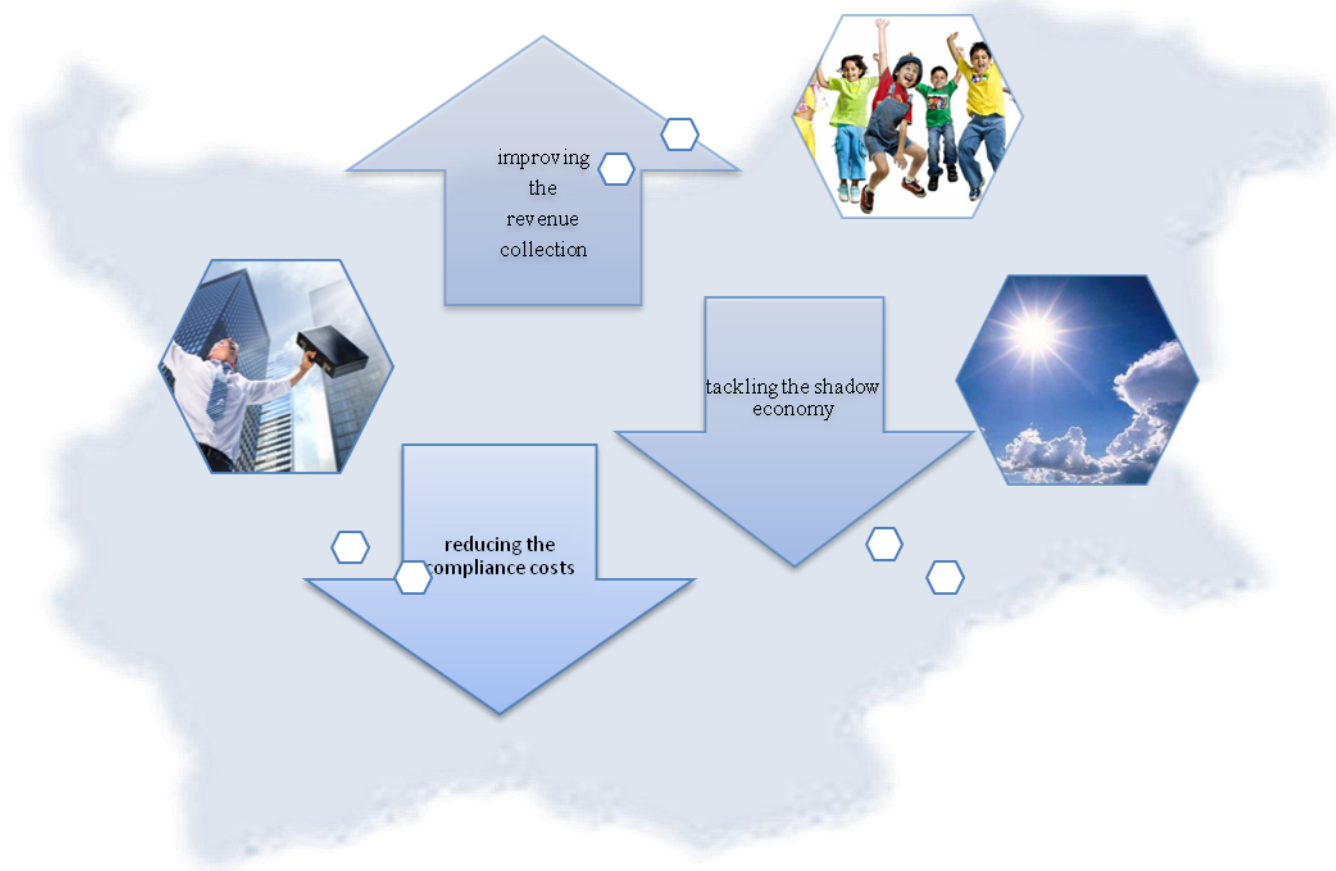 improving
the
revenue
collection
tackling the shadow
economy
reducing the
compliance costs